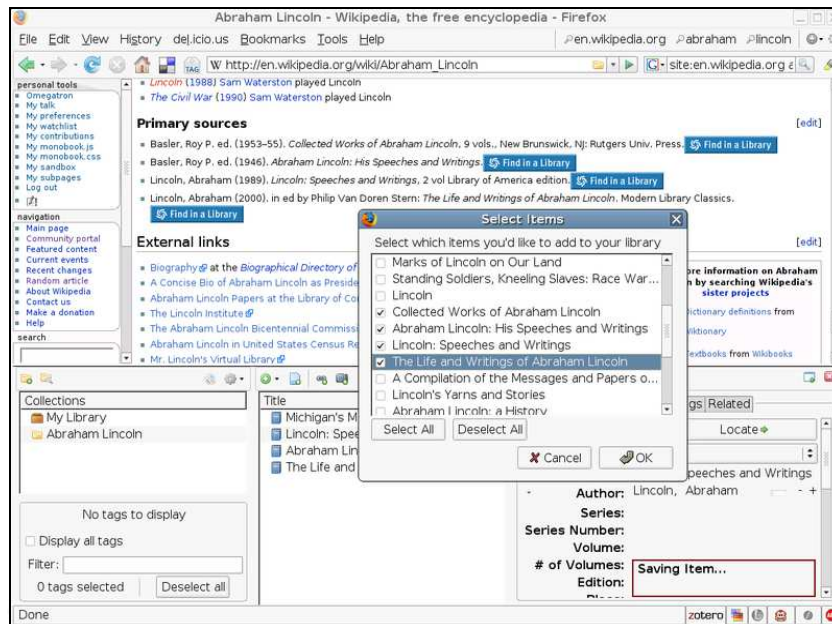 Abraham Lincoln - Wikipedia, the free encyclopedia - Firefox
File Edit View History del.icio.us Bookmarks Tools Help
en.wikipedia.org abraham lincoln
TAG W http://en.wikipedia.org/wiki/Abraham_Lincoln G site:en.wikipedia.org
personal tools
Omegatron
My talk
My preferences
My watchlist
My contributions
My monobook.js
My monobook.css
My sandbox
My subpages
Log out
navigation
Main page
Community portal
Featured content
Current events
Recent changes
Random article
About Wikipedia
Contact us
Make a donation
Help
search
Lincoln (1988) Sam Waterston played Lincoln
The Civil War (1990) Sam Waterston played Lincoln
Primary sources [edit]
Basler, Roy P. ed. (1953–55). Collected Works of Abraham Lincoln, 9 vols., New Brunswick, NJ: Rutgers Univ. Press. Find in a Library
Basler, Roy P. ed. (1946). Abraham Lincoln: His Speeches and Writings. Find in a Library
Lincoln, Abraham (1989). Lincoln: Speeches and Writings, 2 vol Library of America edition. Find in a Library
Lincoln, Abraham (2000). in ed by Philip Van Doren Stern: The Life and Writings of Abraham Lincoln. Modern Library Classics.
Find in a Library
External links [edit]
Biography at the Biographical Directory of
A Concise Bio of Abraham Lincoln as Preside
Abraham Lincoln Papers at the Library of Co
The Lincoln Institute
The Abraham Lincoln Bicentennial Commiss
Abraham Lincoln in United States Census Re
Mr. Lincoln's Virtual Library
re information on Abraham
n by searching Wikipedia's
sister projects
ictionary definitions from
iktionary
extbooks from Wikibooks
Select Items
Select which items you'd like to add to your library
Marks of Lincoln on Our Land
Standing Soldiers, Kneeling Slaves: Race War...
Lincoln
Collected Works of Abraham Lincoln
Abraham Lincoln: His Speeches and Writings
Lincoln: Speeches and Writings
The Life and Writings of Abraham Lincoln
A Compilation of the Messages and Papers o...
Lincoln's Yarns and Stories
Abraham Lincoln: a History
Select All Deselect All
Cancel OK
Collections
My Library
Abraham Lincoln
No tags to display
Display all tags
Filter:
0 tags selected Deselect all
Title
Michigan's M
Lincoln: Spee
Abraham Lin
The Life and
gs Related
Locate
peeches and Writings
Author: Lincoln, Abraham - +
Series:
Series Number:
Volume:
# of Volumes:
Edition:
Saving Item...
Done zotero